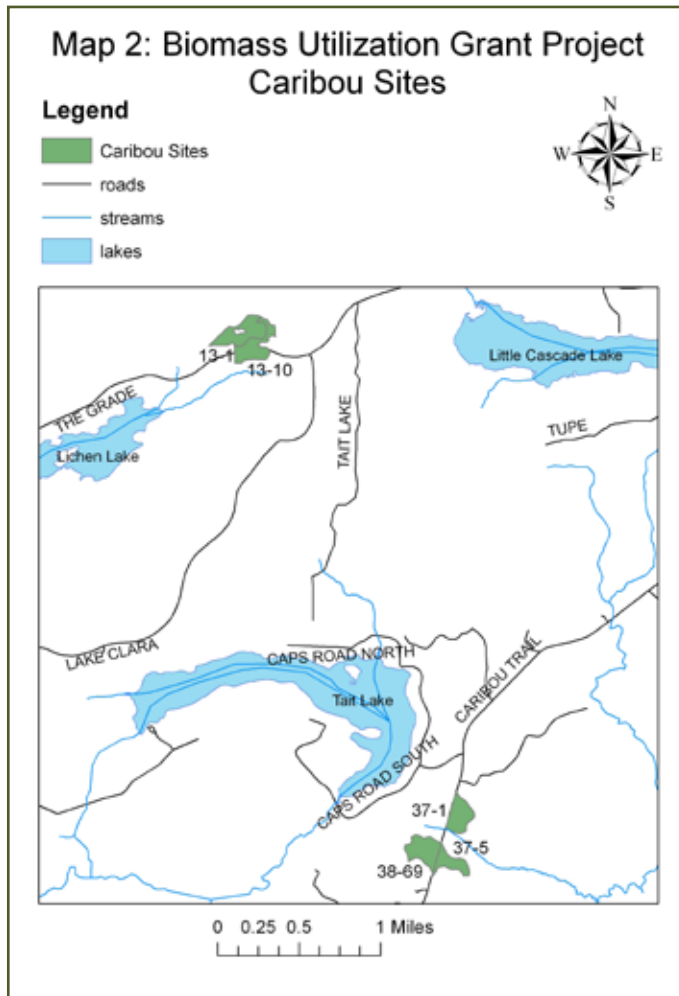 Map 2: Biomass Utilization Grant Project
Caribou Sites
Legend
Caribou Sites
roads
streams
lakes
N
W
E
S
13-1
13-10
Little Cascade Lake
THE GRADE
Lichen Lake
TAIT LAKE
TUPE
LAKE CLARA
CAPS ROAD NORTH
CARIBOU TRAIL
Tait Lake
CAPS ROAD SOUTH
37-1
37-5
38-69
0 0.25 0.5 1 Miles